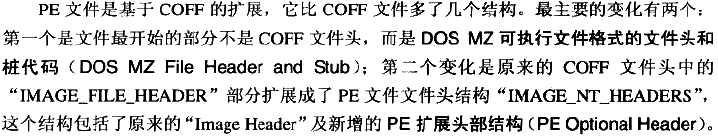 PE 文件是基于 COFF 的扩展，它比 COFF 文件多了几个结构。最主要的变化有两个：
第一个是文件最开始的部分不是 COFF 文件头，而是 DOS MZ 可执行文件格式的文件头和
桩代码（DOS MZ File Header and Stub）；第二个变化是原来的 COFF 文件头中的
“IMAGE_FILE_HEADER”部分扩展成了 PE 文件文件头结构“IMAGE_NT_HEADERS”，
这个结构包括了原来的“Image Header”及新增的 PE 扩展头部结构（PE Optional Header）。